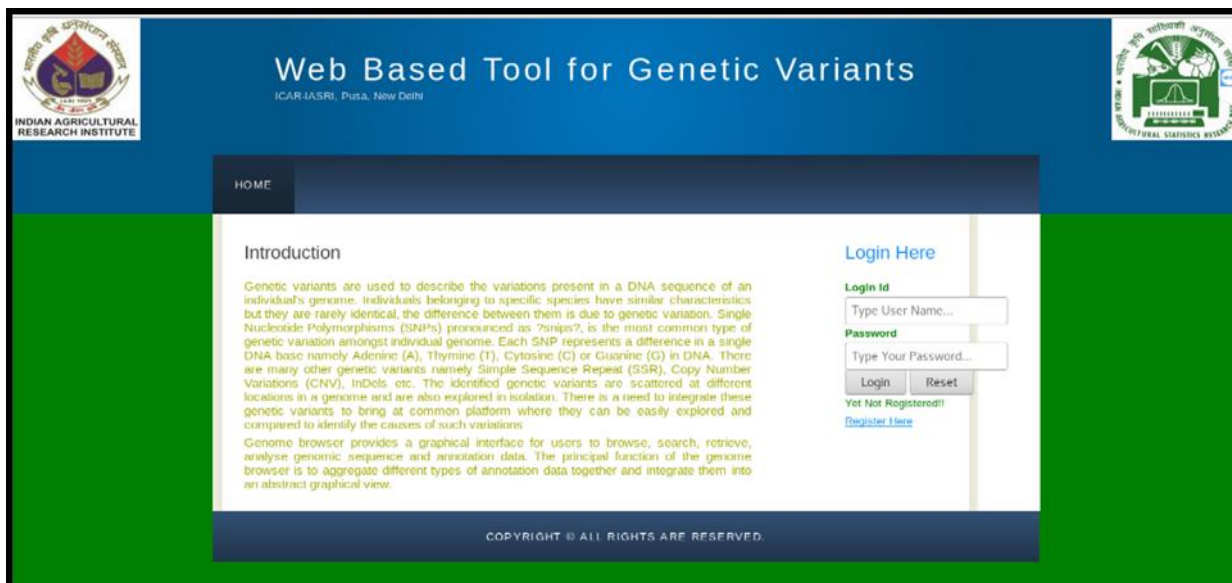 भारतीय कृषि अनुसंधान संस्थान
INDIAN AGRICULTURAL
RESEARCH INSTITUTE
Web Based Tool for Genetic Variants
ICAR-IASRI, Pusa, New Delhi
HOME
Introduction
Genetic variants are used to describe the variations present in a DNA sequence of an
individual's genome. Individuals belonging to specific species have similar characteristics
but they are rarely identical, the difference between them is due to genetic variation. Single
Nucleotide Polymorphisms (SNPs) pronounced as ?snips?, is the most common type of
genetic variation amongst individual genome. Each SNP represents a difference in a single
DNA base namely Adenine (A), Thymine (T), Cytosine (C) or Guanine (G) in DNA. There
are many other genetic variants namely Simple Sequence Repeat (SSR), Copy Number
Variations (CNV), InDels etc. The identified genetic variants are scattered at different
locations in a genome and are also explored in isolation. There is a need to integrate these
genetic variants to bring at common platform where they can be easily explored and
compared to identify the causes of such variations
Genome browser provides a graphical interface for users to browse, search, retrieve,
analyse genomic sequence and annotation data. The principal function of the genome
browser is to aggregate different types of annotation data together and integrate them into
an abstract graphical view.
Login Here
Login Id
Type User Name...
Password
Type Your Password...
Login Reset
Yet Not Registered!!
Register Here
COPYRIGHT © ALL RIGHTS ARE RESERVED.